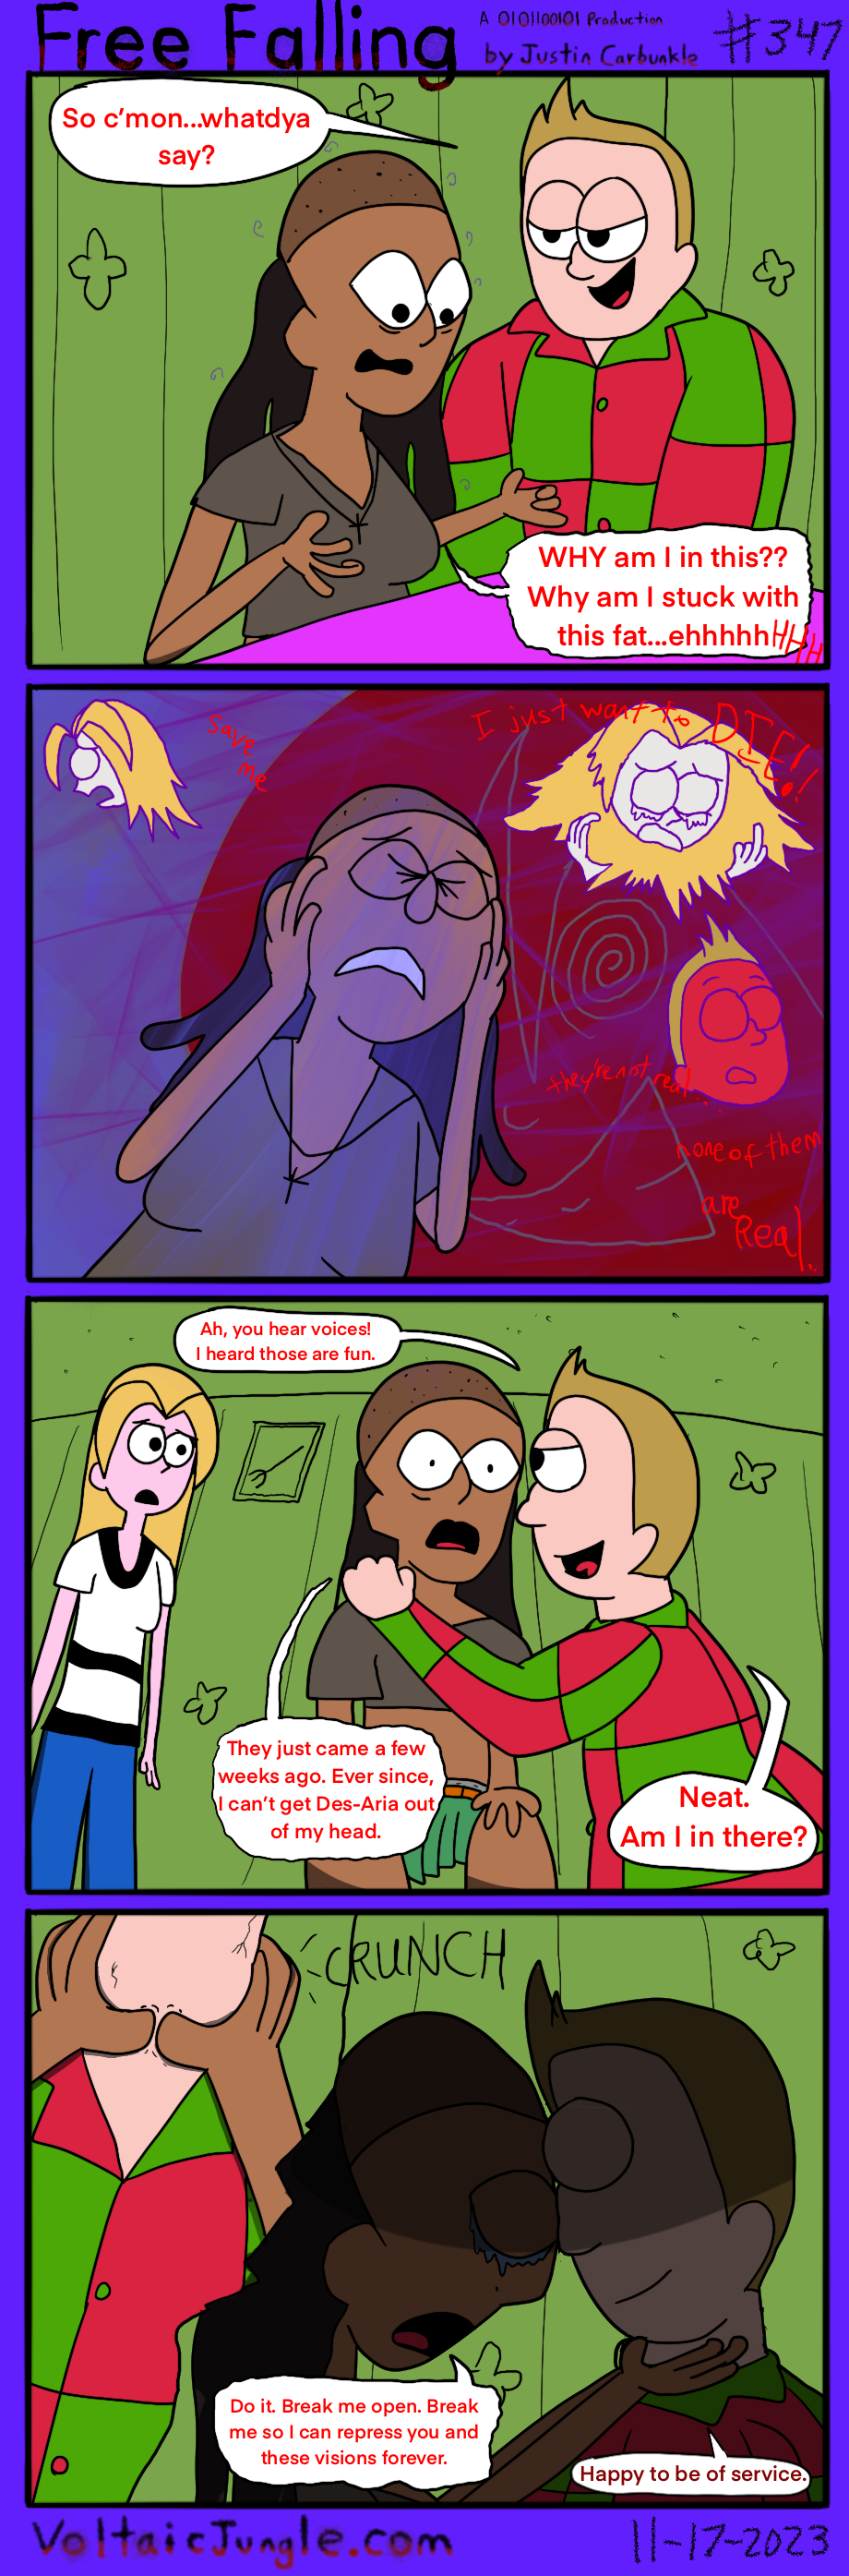 Free Falling
A 0101100101 Production
by Justin Carbunkle
#347
So c'mon...whatdya
say?
WHY am I in this??
Why am I stuck with
this fat...ehhhhhHHH
Save
me
I just want to DIE!!
they're not real...
none of them
are
Real.
Ah, you hear voices!
I heard those are fun.
They just came a few
weeks ago. Ever since,
I can't get Des-Aria out
of my head.
Neat.
Am I in there?
CRUNCH
Do it. Break me open. Break
me so I can repress you and
these visions forever.
Happy to be of service.
VoltaicJungle.com
11-17-2023